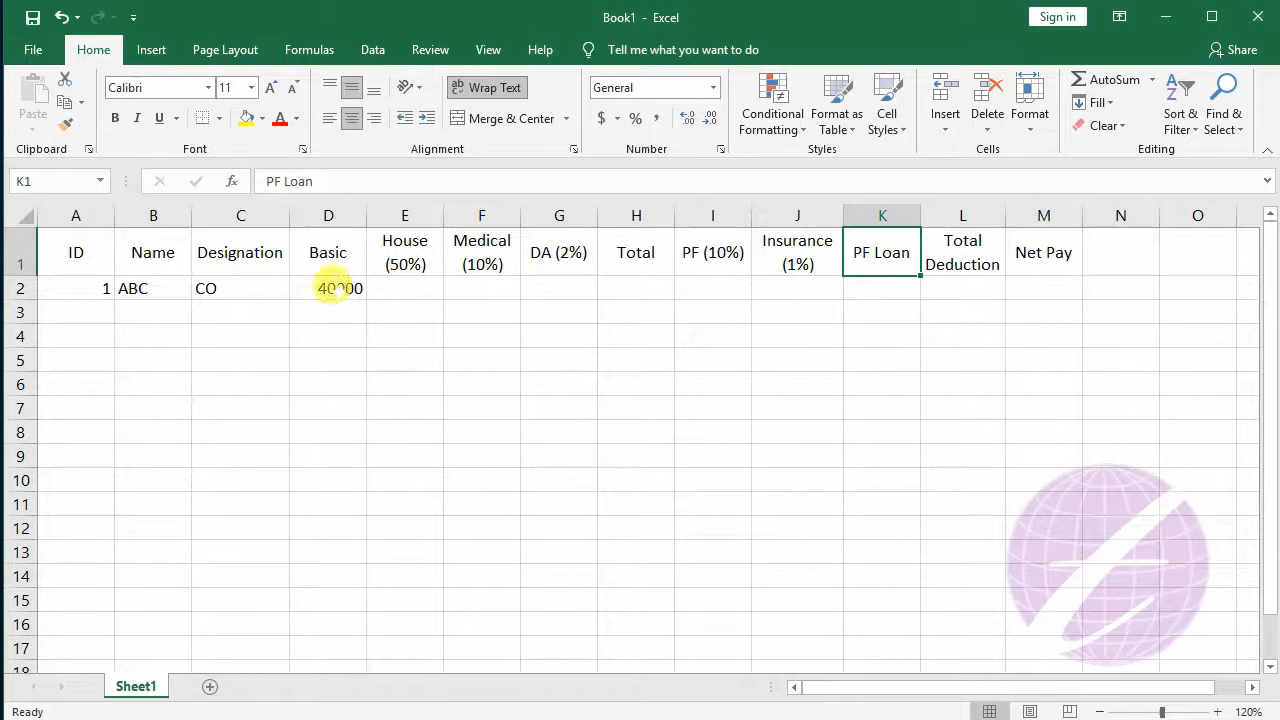 Book1 - Excel
Sign in
File Home Insert Page Layout Formulas Data Review View Help Tell me what you want to do Share
Paste
Calibri 11
B I U A
Wrap Text
Merge & Center
General
$ %
Conditional Formatting
Format as Table
Cell Styles
Insert
Delete
Format
AutoSum
Fill
Clear
Sort & Filter
Find & Select
Clipboard Font Alignment Number Styles Cells Editing
K1 fx PF Loan
A B C D E F G H I J K L M N O
1 ID Name Designation Basic House (50%) Medical (10%) DA (2%) Total PF (10%) Insurance (1%) PF Loan Total Deduction Net Pay
2 1 ABC CO 40000
3
4
5
6
7
8
9
10
11
12
13
14
15
16
17
18
Sheet1
Ready 120%